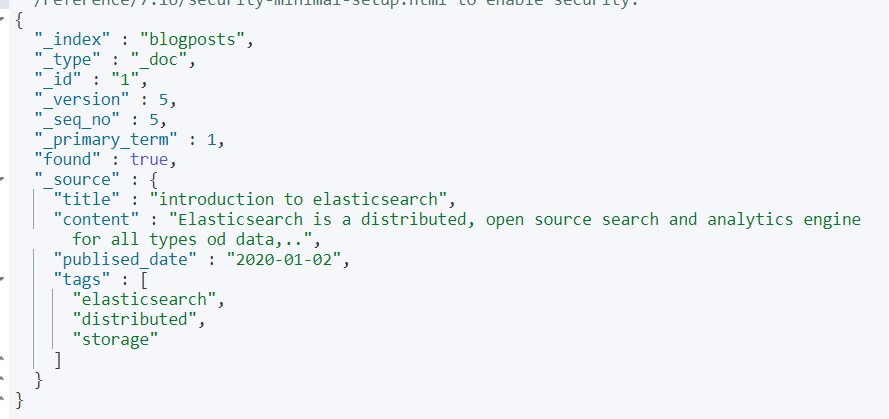 /reference/7.16/security-minimal-setup.html to enable security.
{
"_index" : "blogposts",
"_type" : "_doc",
"_id" : "1",
"_version" : 5,
"_seq_no" : 5,
"_primary_term" : 1,
"found" : true,
"_source" : {
"title" : "introduction to elasticsearch",
"content" : "Elasticsearch is a distributed, open source search and analytics engine
for all types od data,..",
"publised_date" : "2020-01-02",
"tags" : [
"elasticsearch",
"distributed",
"storage"
]
}
}